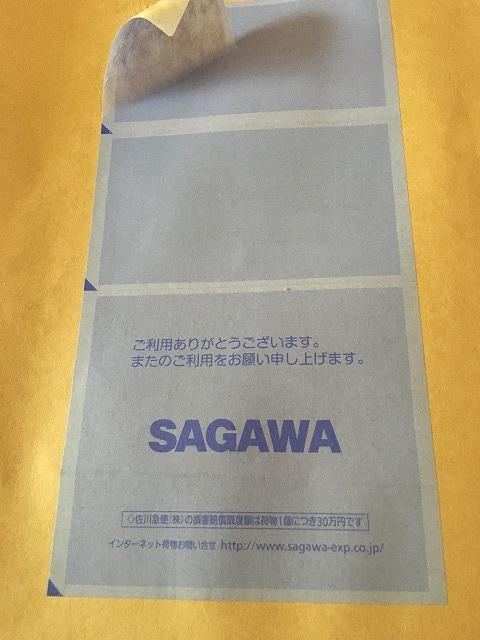 ご利用ありがとうございます。
またのご利用をお願い申し上げます。
SAGAWA
◇佐川急便(株)の損害賠償限度額は荷物1個につき30万円です
インターネット荷物お問い合せ http://www.sagawa-exp.co.jp/